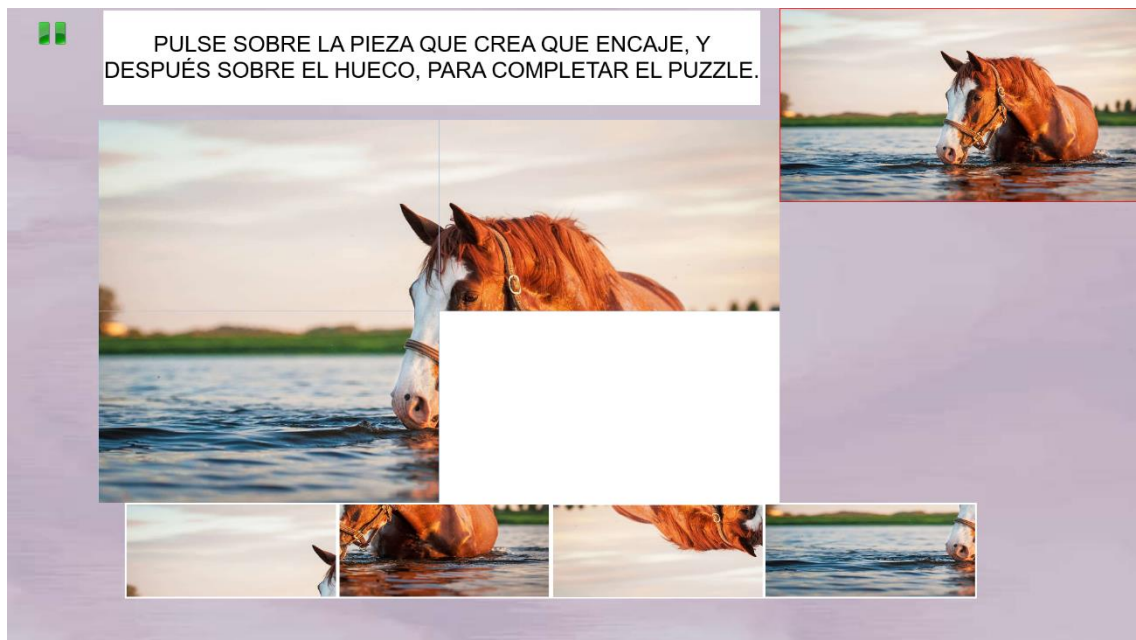 PULSE SOBRE LA PIEZA QUE CREA QUE ENCAJE, Y
DESPUÉS SOBRE EL HUECO, PARA COMPLETAR EL PUZZLE.